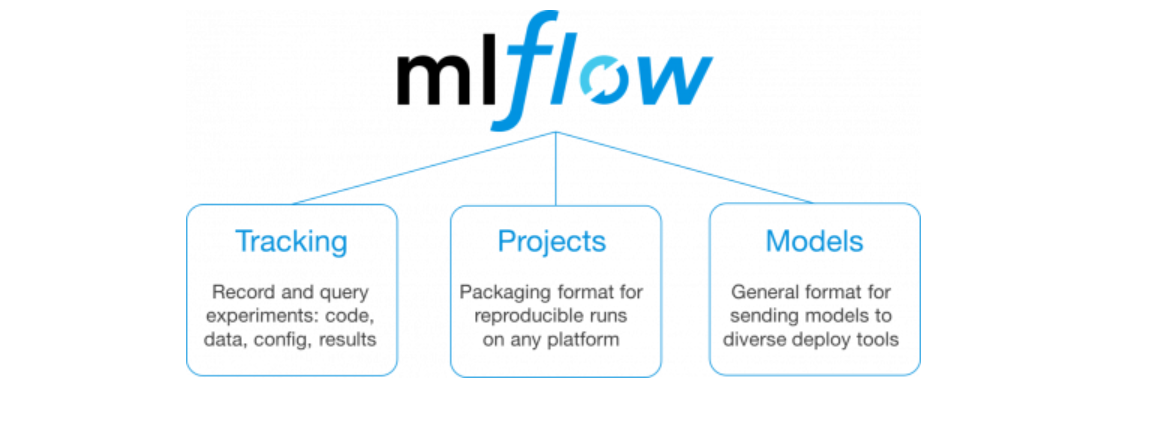 mlflow
Tracking
Record and query
experiments: code,
data, config, results
Projects
Packaging format for
reproducible runs
on any platform
Models
General format for
sending models to
diverse deploy tools